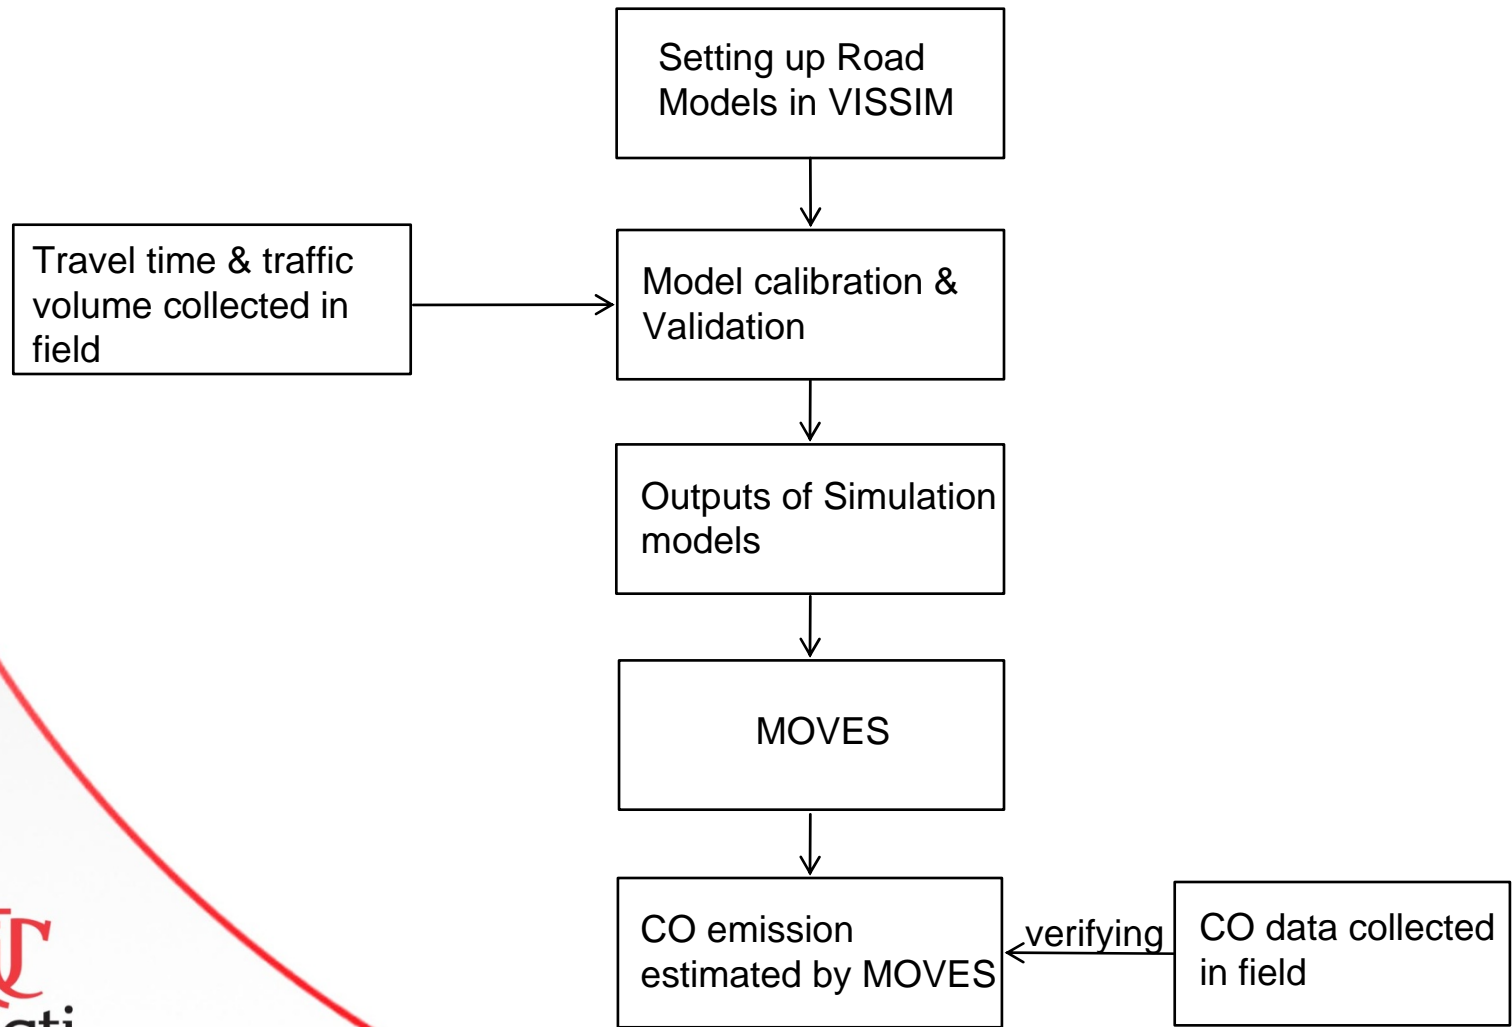 Setting up Road
Models in VISSIM
Travel time & traffic
volume collected in
field
Model calibration &
Validation
Outputs of Simulation
models
MOVES
CO emission
estimated by MOVES
verifying
CO data collected
in field